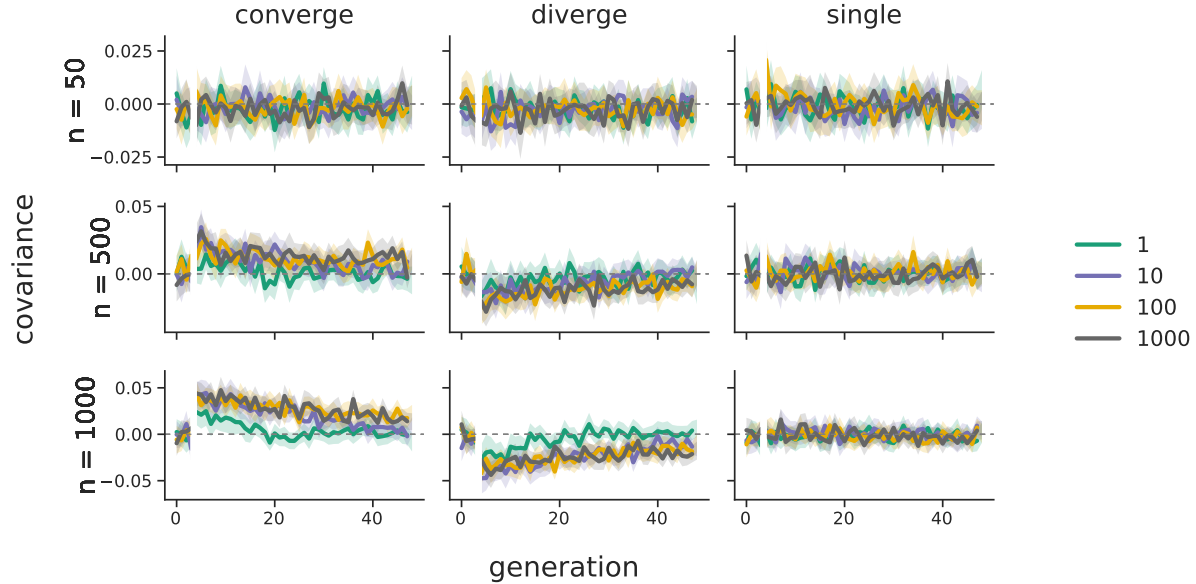 converge diverge single
n = 50
0.025
0.000
−0.025
covariance
n = 500
0.05
0.00
n = 1000
0.05
0.00
−0.05
0 20 40 0 20 40 0 20 40
generation
1
10
100
1000